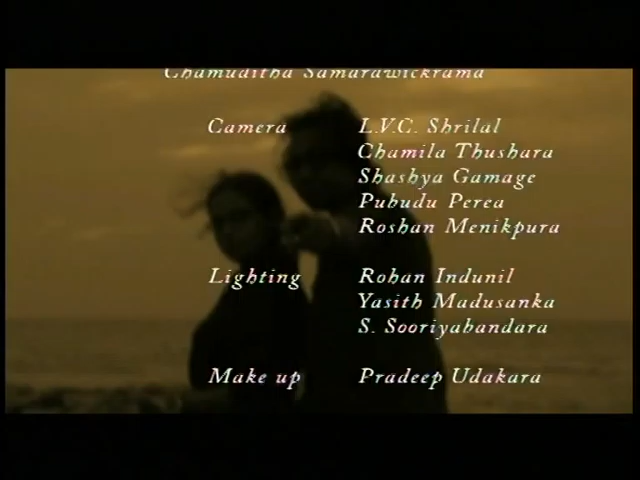 Chamuditha Samarawickrama
Camera L.V.C. Shrilal
Chamila Thushara
Shashya Gamage
Pubudu Perea
Roshan Menikpura
Lighting Rohan Indunil
Yasith Madusanka
S. Sooriyabandara
Make up Pradeep Udakara